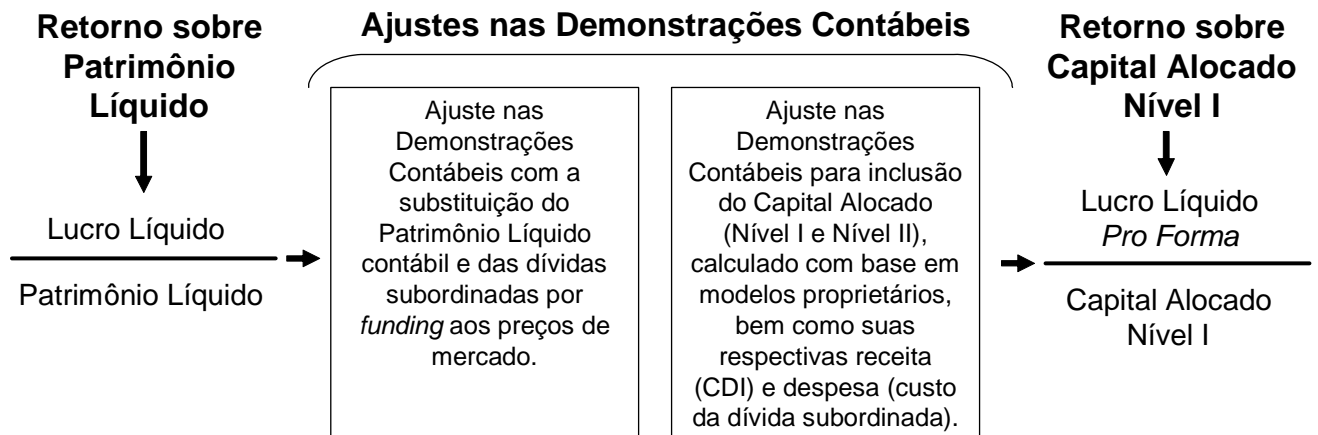 Retorno sobre
Patrimônio
Líquido
Lucro Líquido
Patrimônio Líquido
Ajustes nas Demonstrações Contábeis
Ajuste nas
Demonstrações
Contábeis com a
substituição do
Patrimônio Líquido
contábil e das dívidas
subordinadas por
funding aos preços de
mercado.
Ajuste nas
Demonstrações
Contábeis para inclusão
do Capital Alocado
(Nível I e Nível II),
calculado com base em
modelos proprietários,
bem como suas
respectivas receita
(CDI) e despesa (custo
da dívida subordinada).
Retorno sobre
Capital Alocado
Nível I
Lucro Líquido
Pro Forma
Capital Alocado
Nível I